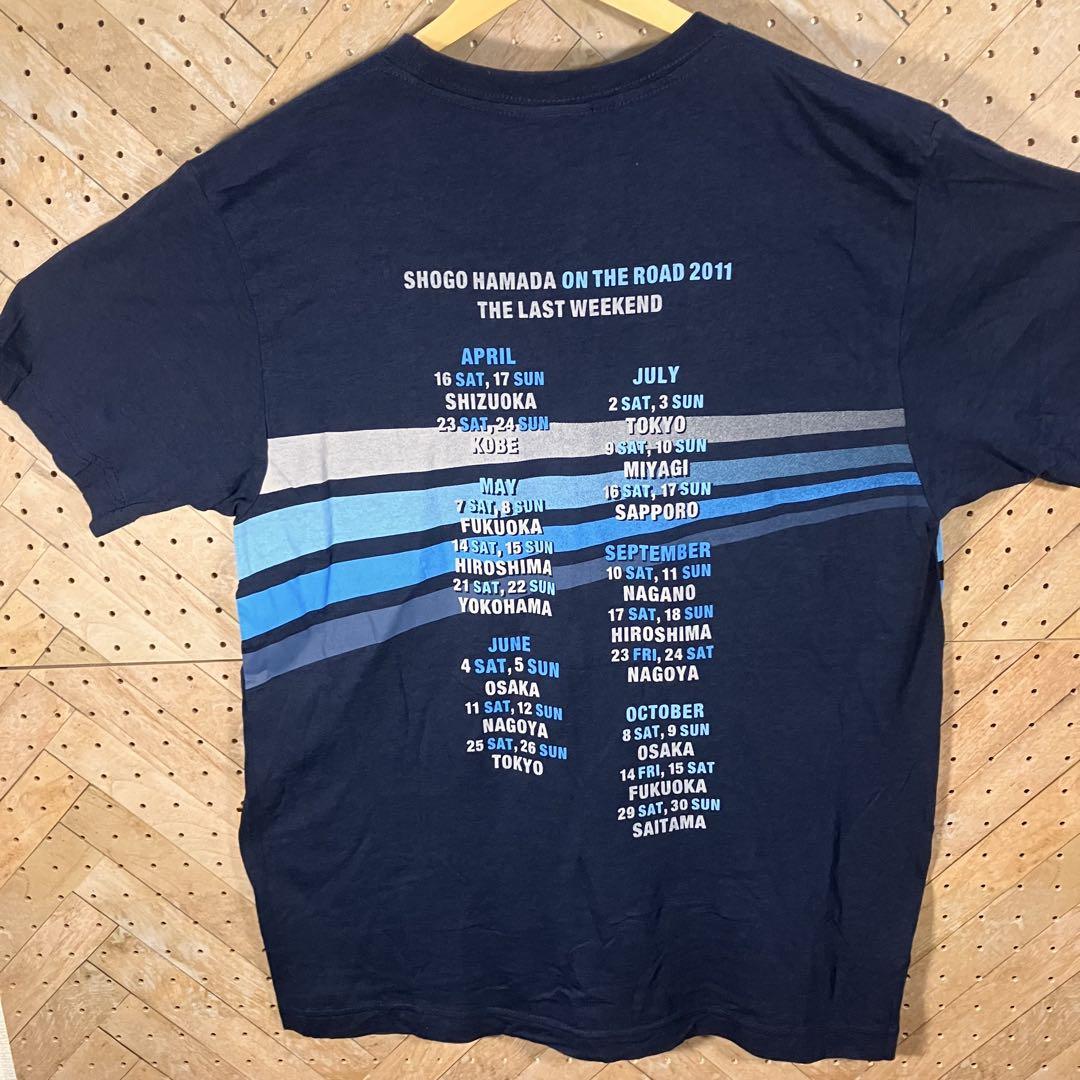 SHOGO HAMADA ON THE ROAD 2011
THE LAST WEEKEND
APRIL
16 SAT, 17 SUN
SHIZUOKA
23 SAT, 24 SUN
KOBE
MAY
7 SAT, 8 SUN
FUKUOKA
14 SAT, 15 SUN
HIROSHIMA
21 SAT, 22 SUN
YOKOHAMA
JUNE
4 SAT, 5 SUN
OSAKA
11 SAT, 12 SUN
NAGOYA
25 SAT, 26 SUN
TOKYO
JULY
2 SAT, 3 SUN
TOKYO
9 SAT, 10 SUN
MIYAGI
16 SAT, 17 SUN
SAPPORO
SEPTEMBER
10 SAT, 11 SUN
NAGANO
17 SAT, 18 SUN
HIROSHIMA
23 FRI, 24 SAT
NAGOYA
OCTOBER
8 SAT, 9 SUN
OSAKA
14 FRI, 15 SAT
FUKUOKA
29 SAT, 30 SUN
SAITAMA